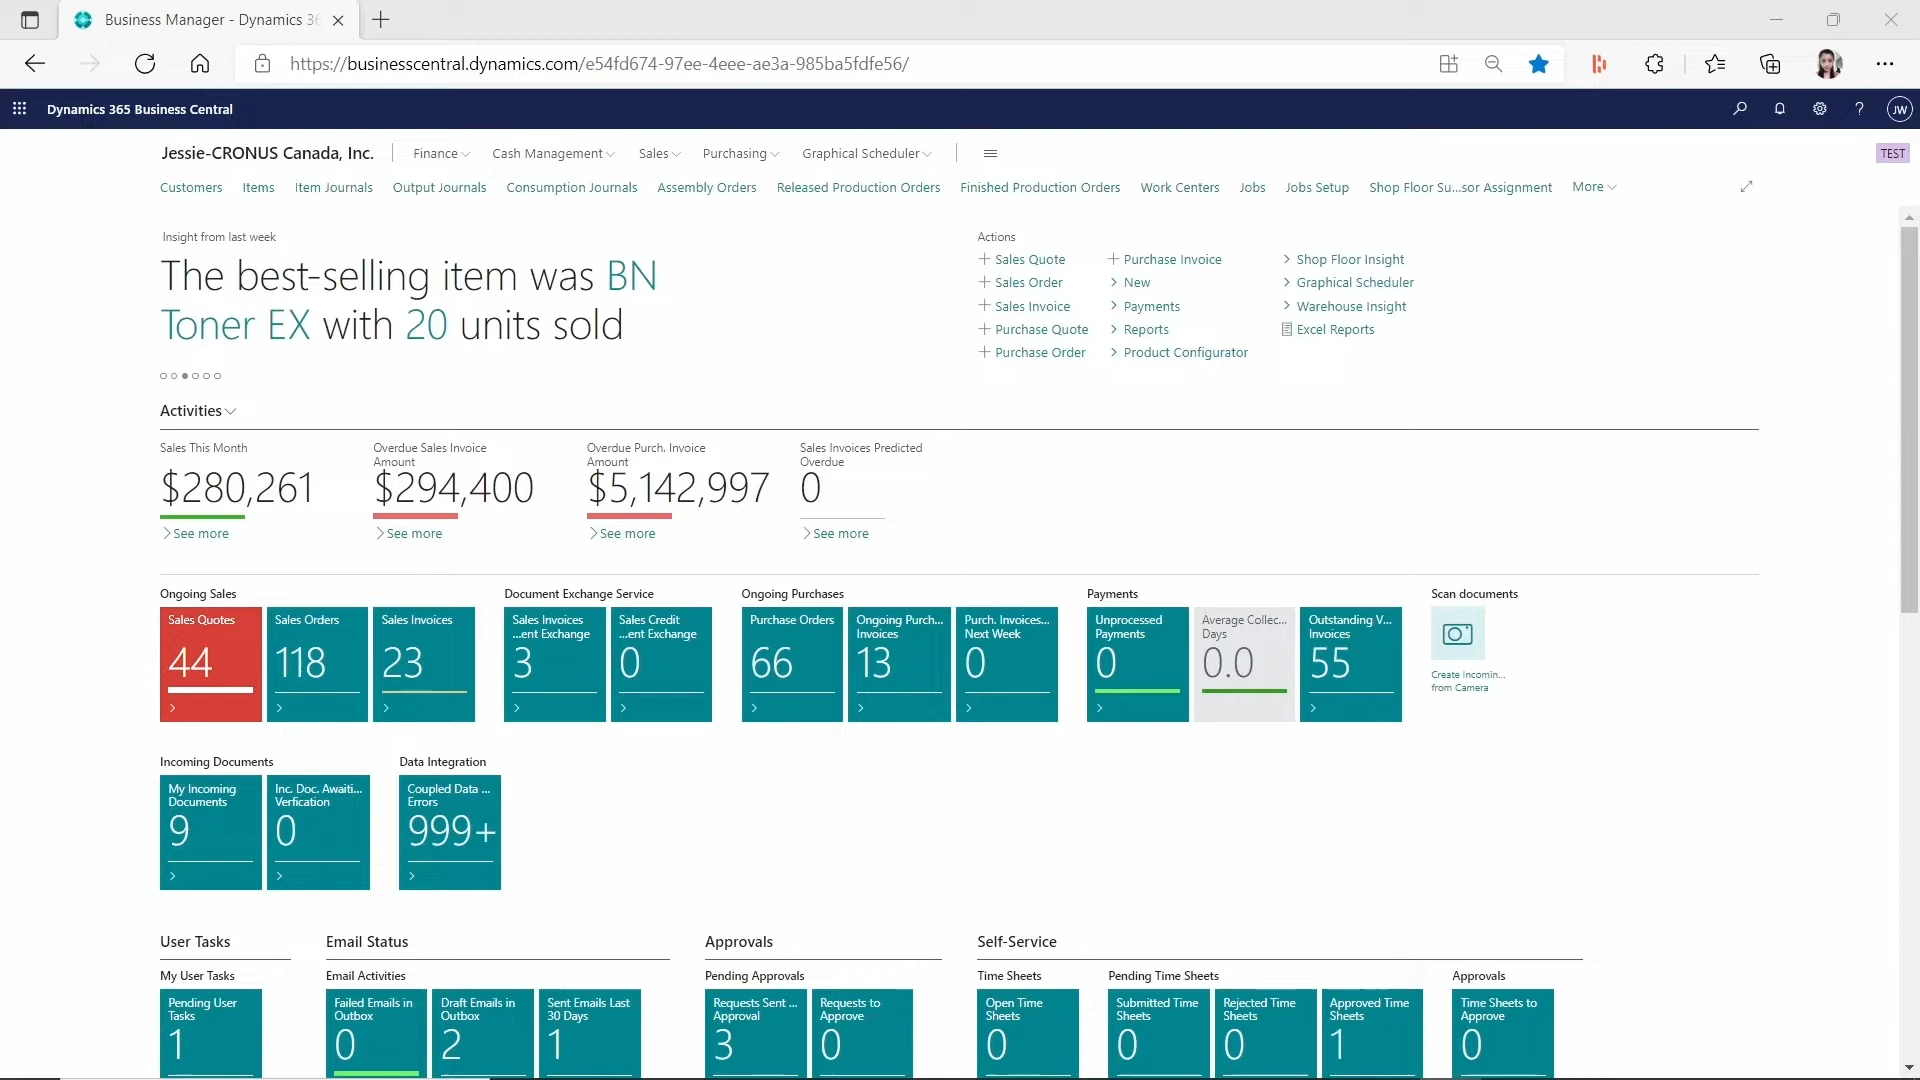 Business Manager - Dynamics 36
https://businesscentral.dynamics.com/e54fd674-97ee-4eee-ae3a-985ba5fdfe56/
Dynamics 365 Business Central
? JW
Jessie-CRONUS Canada, Inc. Finance Cash Management Sales Purchasing Graphical Scheduler
TEST
Customers Items Item Journals Output Journals Consumption Journals Assembly Orders Released Production Orders Finished Production Orders Work Centers Jobs Jobs Setup Shop Floor Su...sor Assignment More
Insight from last week
The best-selling item was BN
Toner EX with 20 units sold
Actions
+ Sales Quote + Purchase Invoice > Shop Floor Insight
+ Sales Order > New > Graphical Scheduler
+ Sales Invoice > Payments > Warehouse Insight
+ Purchase Quote > Reports Excel Reports
+ Purchase Order > Product Configurator
Activities
Sales This Month
$280,261
> See more
Overdue Sales Invoice
Amount
$294,400
> See more
Overdue Purch. Invoice
Amount
$5,142,997
> See more
Sales Invoices Predicted
Overdue
0
> See more
Ongoing Sales
Sales Quotes
44
>
Sales Orders
118
>
Sales Invoices
23
>
Document Exchange Service
Sales Invoices
...ent Exchange
3
>
Sales Credit
...ent Exchange
0
>
Ongoing Purchases
Purchase Orders
66
>
Ongoing Purch...
Invoices
13
>
Purch. Invoices...
Next Week
0
>
Payments
Unprocessed
Payments
0
>
Average Collec...
Days
0.0
Outstanding V...
Invoices
55
>
Scan documents
Create Incomin...
from Camera
Incoming Documents
My Incoming
Documents
9
>
Inc. Doc. Awaiti...
Verfication
0
>
Data Integration
Coupled Data ...
Errors
999+
>
User Tasks
My User Tasks
Pending User
Tasks
1
Email Status
Email Activities
Failed Emails in
Outbox
0
Draft Emails in
Outbox
2
Sent Emails Last
30 Days
1
Approvals
Pending Approvals
Requests Sent ...
Approval
3
Requests to
Approve
0
Self-Service
Time Sheets
Open Time
Sheets
0
Pending Time Sheets
Submitted Time
Sheets
0
Rejected Time
Sheets
0
Approved Time
Sheets
1
Approvals
Time Sheets to
Approve
0